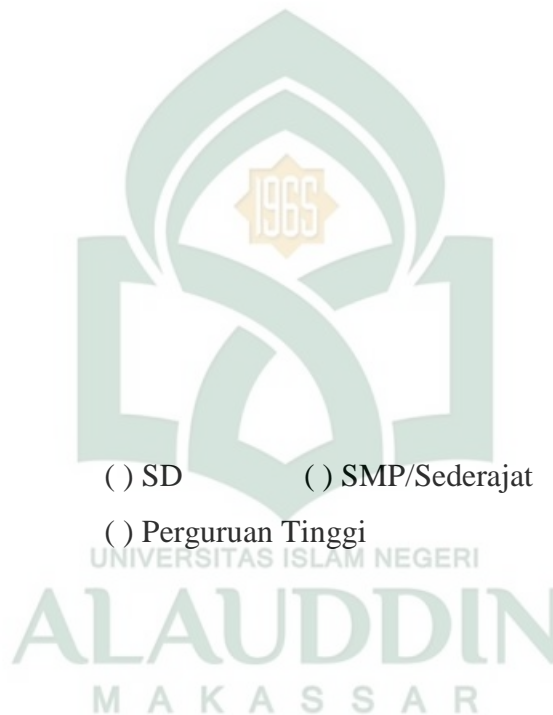 1965
( ) SD ( ) SMP/Sederajat
( ) Perguruan Tinggi
UNIVERSITAS ISLAM NEGERI
ALAUDDIN
MAKASSAR